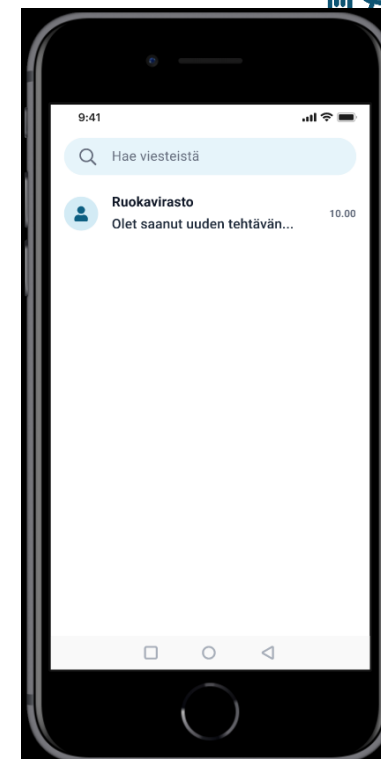 9:41
Hae viesteistä
Ruokavirasto
10.00
Olet saanut uuden tehtävän...